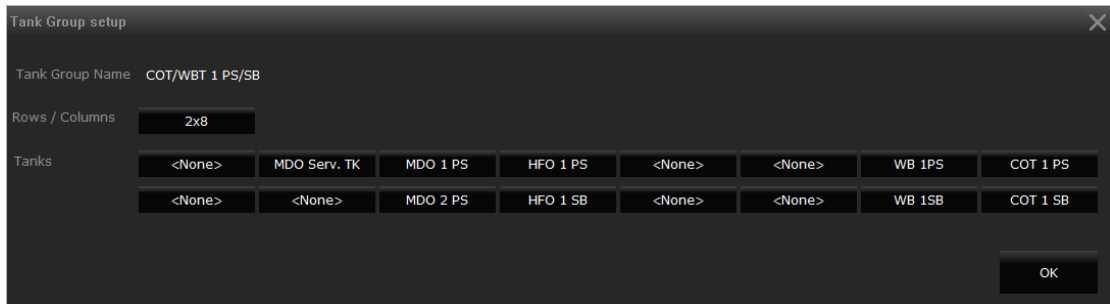 Tank Group setup
Tank Group Name COT/WBT 1 PS/SB
Rows / Columns 2x8
Tanks <None> MDO Serv. TK MDO 1 PS HFO 1 PS <None> <None> WB 1PS COT 1 PS
<None> <None> MDO 2 PS HFO 1 SB <None> <None> WB 1SB COT 1 SB
OK